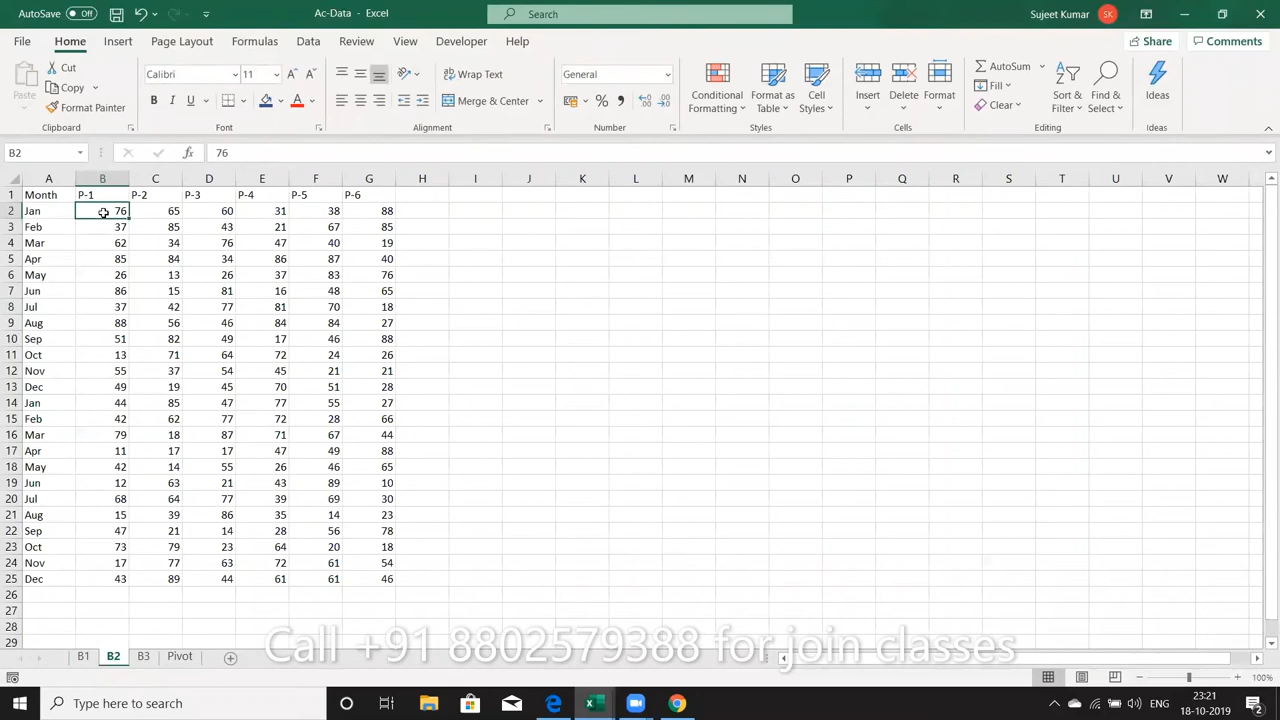 AutoSave Off Ac-Data - Excel Search Sujeet Kumar SK
File Home Insert Page Layout Formulas Data Review View Developer Help Share Comments
Paste Cut Copy Format Painter
Calibri 11 A A B I U A
ab Wrap Text Merge & Center
General % ,
Conditional Formatting Format as Table Cell Styles
Insert Delete Format
AutoSum Fill Clear Sort & Filter Find & Select Ideas
Clipboard Font Alignment Number Styles Cells Editing Ideas
B2 fx 76
A B C D E F G H I J K L M N O P Q R S T U V W
1 Month P-1 P-2 P-3 P-4 P-5 P-6
2 Jan 76 65 60 31 38 88
3 Feb 37 85 43 21 67 85
4 Mar 62 34 76 47 40 19
5 Apr 85 84 34 86 87 40
6 May 26 13 26 37 83 76
7 Jun 86 15 81 16 48 65
8 Jul 37 42 77 81 70 18
9 Aug 88 56 46 84 84 27
10 Sep 51 82 49 17 46 88
11 Oct 13 71 64 72 24 26
12 Nov 55 37 54 45 21 21
13 Dec 49 19 45 70 51 28
14 Jan 44 85 47 77 55 27
15 Feb 42 62 77 72 28 66
16 Mar 79 18 87 71 67 44
17 Apr 11 17 17 47 49 88
18 May 42 14 55 26 46 65
19 Jun 12 63 21 43 89 10
20 Jul 68 64 77 39 69 30
21 Aug 15 39 86 35 14 23
22 Sep 47 21 14 28 56 78
23 Oct 73 79 23 64 20 18
24 Nov 17 77 63 72 61 54
25 Dec 43 89 44 61 61 46
26
27
28
29
Call +91 8802579388 for join classes
B1 B2 B3 Pivot
100%
Type here to search ENG 23:21
18-10-2019